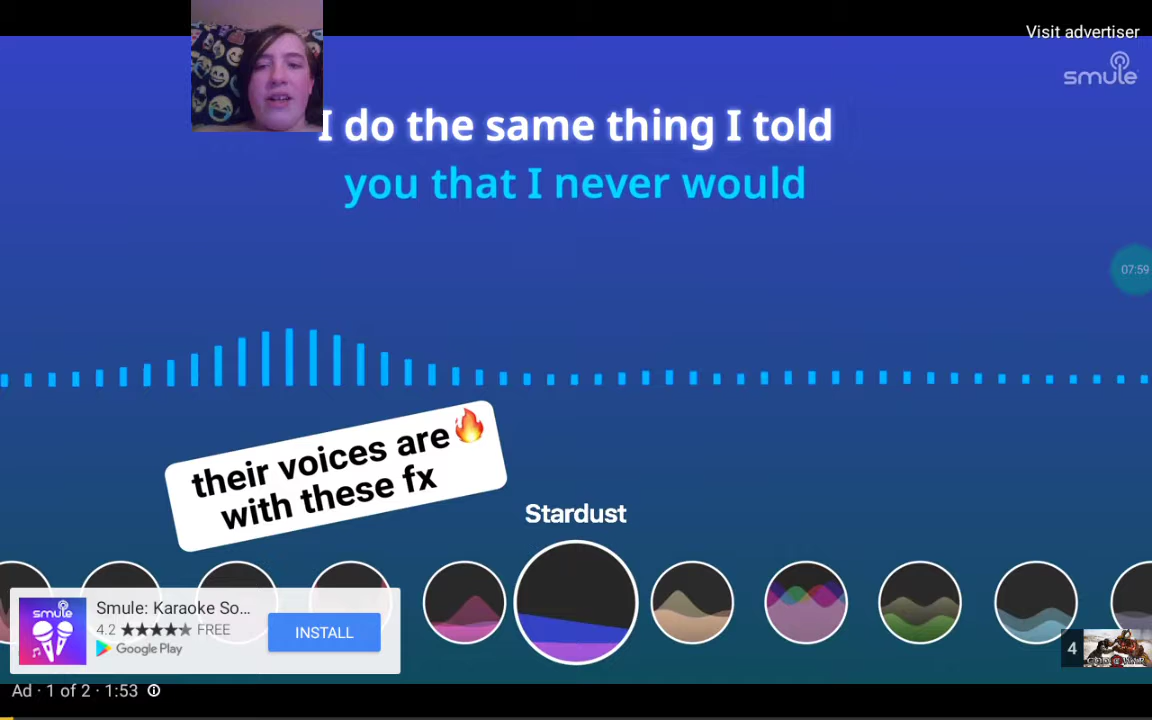 Visit advertiser
smule
I do the same thing I told
you that I never would
07:59
their voices are🔥
with these fx
Stardust
smule
Smule: Karaoke So...
4.2 ★★★★★ FREE
Google Play
INSTALL
4
Ad · 1 of 2 · 1:53